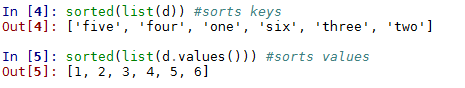 In [4]: sorted(list(d)) #sorts keys
Out[4]: ['five', 'four', 'one', 'six', 'three', 'two']
In [5]: sorted(list(d.values())) #sorts values
Out[5]: [1, 2, 3, 4, 5, 6]